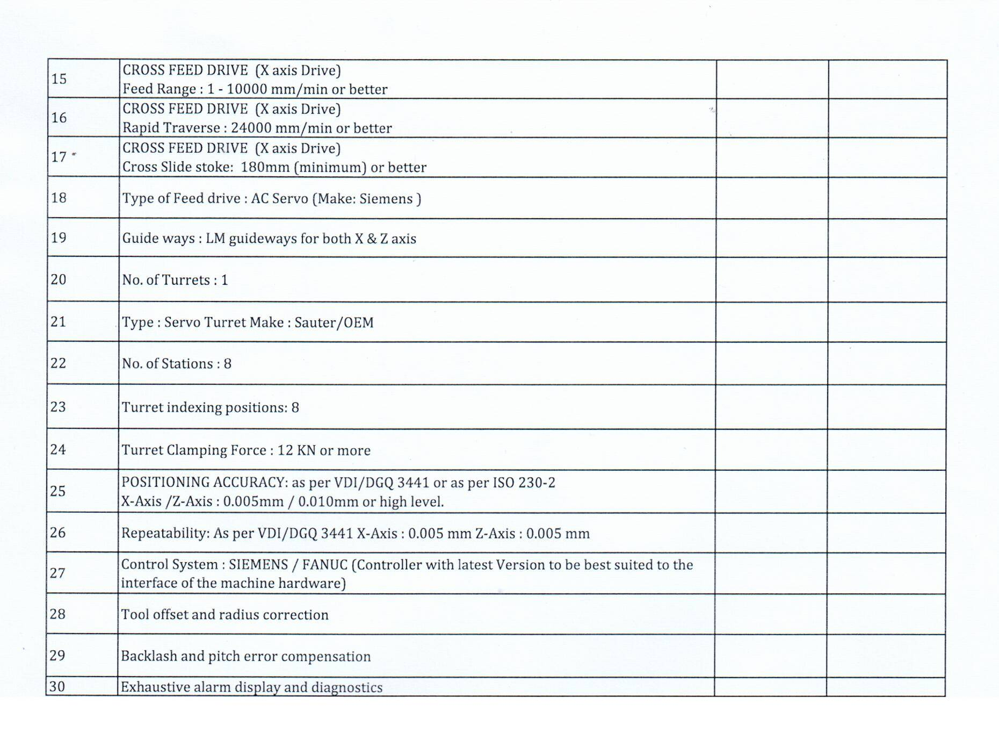 15
CROSS FEED DRIVE (X axis Drive)
Feed Range : 1 - 10000 mm/min or better
16
CROSS FEED DRIVE (X axis Drive)
Rapid Traverse : 24000 mm/min or better
17
CROSS FEED DRIVE (X axis Drive)
Cross Slide stoke: 180mm (minimum) or better
18
Type of Feed drive : AC Servo (Make: Siemens )
19
Guide ways : LM guideways for both X & Z axis
20
No. of Turrets : 1
21
Type : Servo Turret Make : Sauter/OEM
22
No. of Stations : 8
23
Turret indexing positions: 8
24
Turret Clamping Force : 12 KN or more
25
POSITIONING ACCURACY: as per VDI/DGQ 3441 or as per ISO 230-2
X-Axis /Z-Axis : 0.005mm / 0.010mm or high level.
26
Repeatability: As per VDI/DGQ 3441 X-Axis : 0.005 mm Z-Axis : 0.005 mm
27
Control System : SIEMENS / FANUC (Controller with latest Version to be best suited to the
interface of the machine hardware)
28
Tool offset and radius correction
29
Backlash and pitch error compensation
30
Exhaustive alarm display and diagnostics